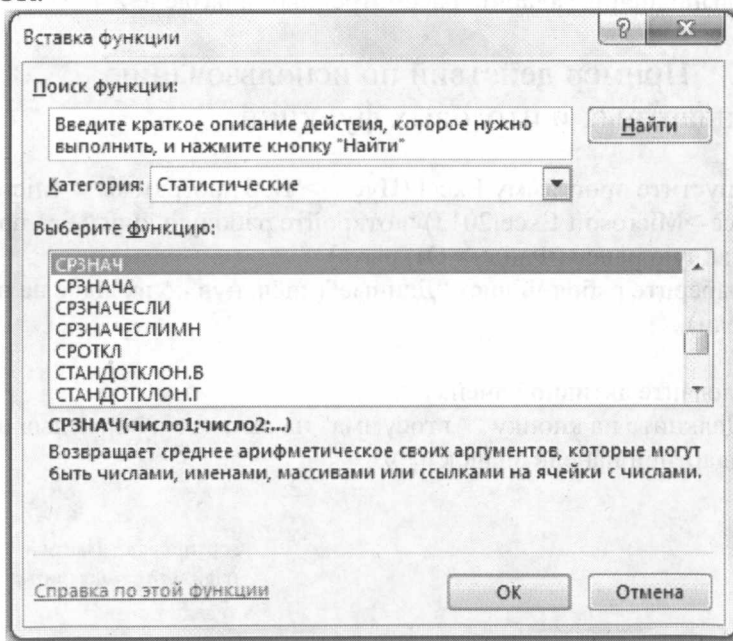 Вставка функции
?
x
Поиск функции:
Введите краткое описание действия, которое нужно
выполнить, и нажмите кнопку "Найти"
Найти
Категория: Статистические
Выберите функцию:
СРЗНАЧ
СРЗНАЧА
СРЗНАЧЕСЛИ
СРЗНАЧЕСЛИМН
СРОТКЛ
СТАНДОТКЛОН.В
СТАНДОТКЛОН.Г
СРЗНАЧ(число1;число2;...)
Возвращает среднее арифметическое своих аргументов, которые могут
быть числами, именами, массивами или ссылками на ячейки с числами.
Справка по этой функции
ОК
Отмена